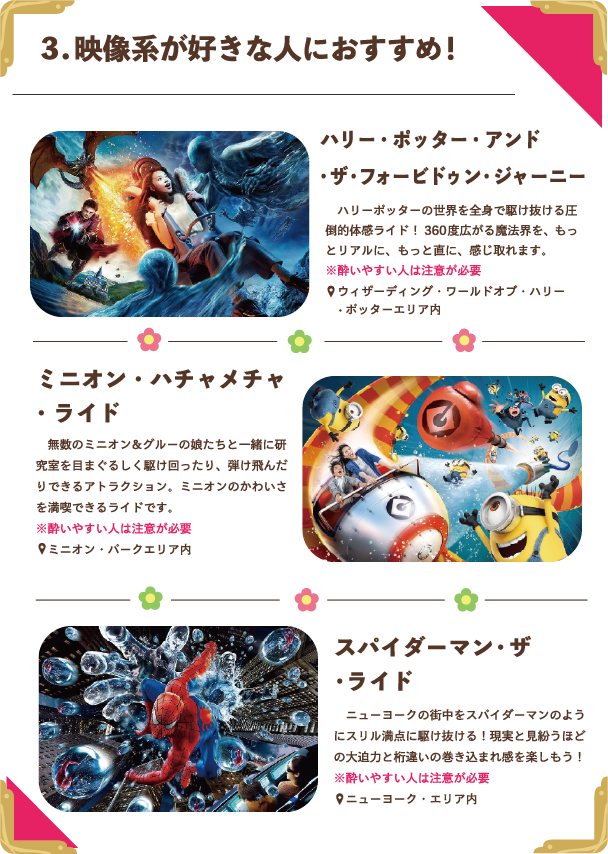 3.映像系が好きな人におすすめ!
ハリー・ポッター・アンド
・ザ・フォービドゥン・ジャーニー
ハリーポッターの世界を全身で駆け抜ける圧
倒的体感ライド！360度広がる魔法界を、もっ
とリアルに、もっと直に、感じ取れます。
※酔いやすい人は注意が必要
ウィザーディング・ワールドオブ・ハリー
・ポッターエリア内
ミニオン・ハチャメチャ
・ライド
無数のミニオン&グルーの娘たちと一緒に研
究室を目まぐるしく駆け回ったり、弾け飛んだ
りできるアトラクション。ミニオンのかわいさ
を満喫できるライドです。
※酔いやすい人は注意が必要
ミニオン・パークエリア内
スパイダーマン・ザ
・ライド
ニューヨークの街中をスパイダーマンのよう
にスリル満点に駆け抜ける！現実と見紛うほど
の大迫力と桁違いの巻き込まれ感を楽しもう！
※酔いやすい人は注意が必要
ニューヨーク・エリア内